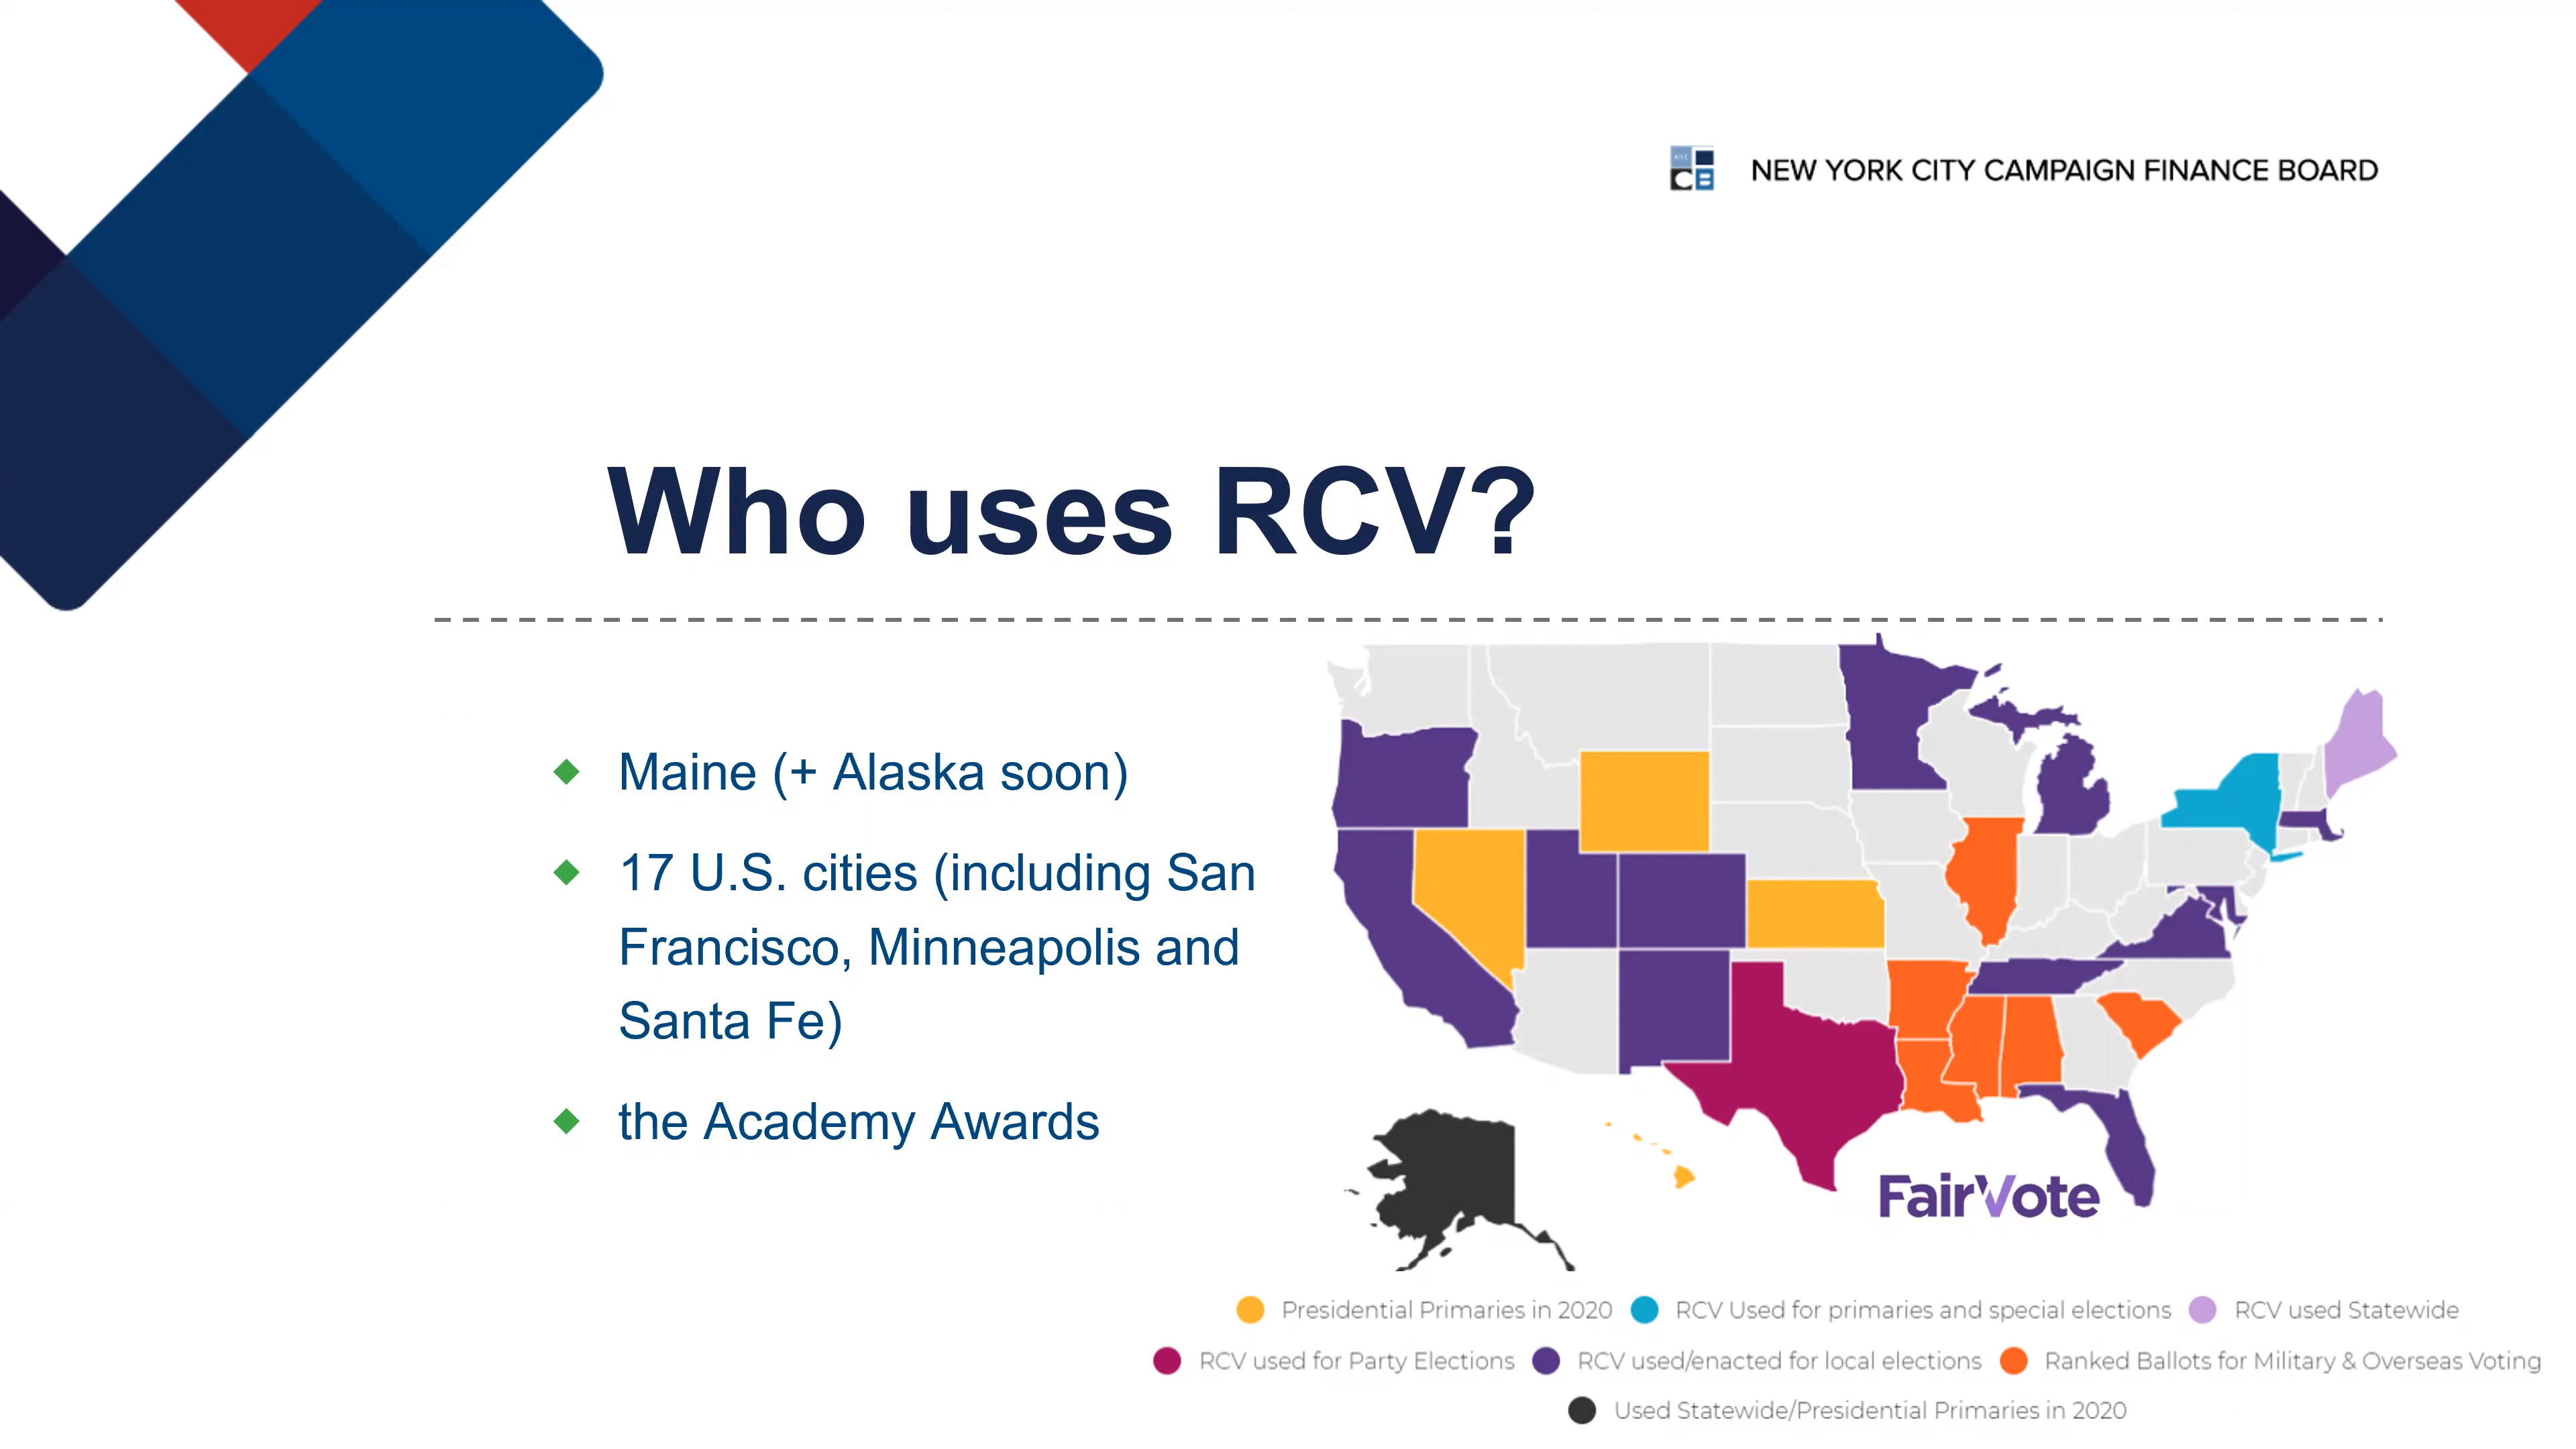 NYC
CB
NEW YORK CITY CAMPAIGN FINANCE BOARD
Who uses RCV?
Maine (+ Alaska soon)
17 U.S. cities (including San
Francisco, Minneapolis and
Santa Fe)
the Academy Awards
FairVote
Presidential Primaries in 2020 RCV Used for primaries and special elections RCV used Statewide
RCV used for Party Elections RCV used/enacted for local elections Ranked Ballots for Military & Overseas Voting
Used Statewide/Presidential Primaries in 2020